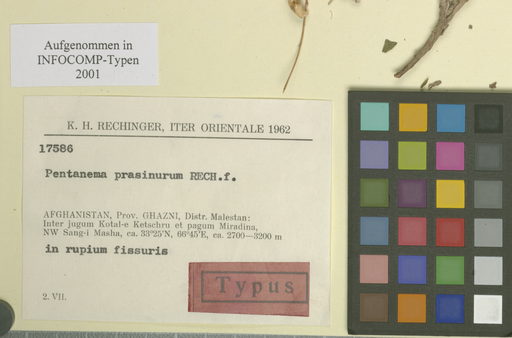 Aufgenommen in
INFOCOMP-Typen
2001
K. H. RECHINGER, ITER ORIENTALE 1962
17586
Pentanema prasinurum RECH.f.
AFGHANISTAN, Prov. GHAZNI, Distr. Malestan:
Inter jugum Kotal-e Ketschru et pagum Miradina,
NW Sang-i Masha, ca. 33°25'N, 66°45'E, ca. 2700—3200 m
in rupium fissuris
2. VII.
Typus